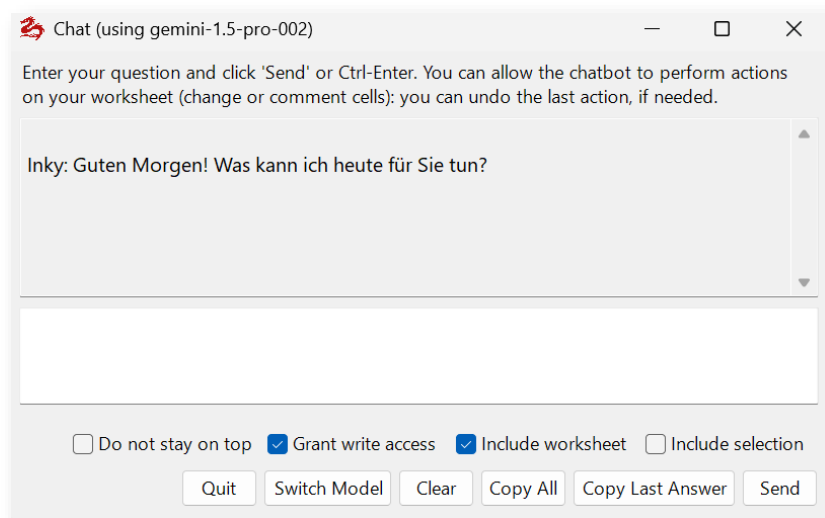 Chat (using gemini-1.5-pro-002)
Enter your question and click 'Send' or Ctrl-Enter. You can allow the chatbot to perform actions
on your worksheet (change or comment cells): you can undo the last action, if needed.
Inky: Guten Morgen! Was kann ich heute für Sie tun?
Do not stay on top Grant write access Include worksheet Include selection
Quit Switch Model Clear Copy All Copy Last Answer Send